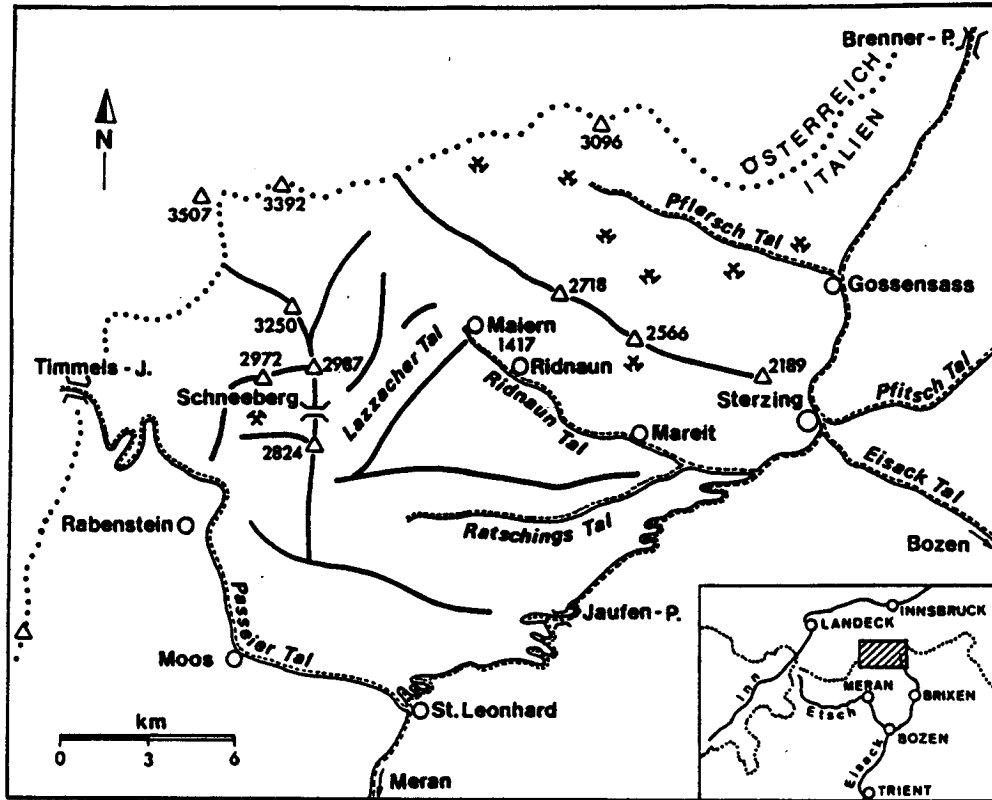 Brenner - P.
ÖSTERREICH
ITALIEN
N
3096
3507
3392
Pflersch Tal
Gossensass
2718
3250
Maiern
1417
2566
Lazzacher Tal
Ridnaun
2972
2987
2189
Timmels - J.
Schneeberg
Ridnaun Tal
Sterzing
Pfitsch Tal
2824
Mareit
Eisack Tal
Rabenstein
Ratschings Tal
Bozen
Passeier Tal
Jaufen - P.
Moos
St. Leonhard
km
0 3 6
Meran
INNSBRUCK
LANDECK
Inn
MERAN
BRIXEN
Etsch
BOZEN
Eisack
TRIENT